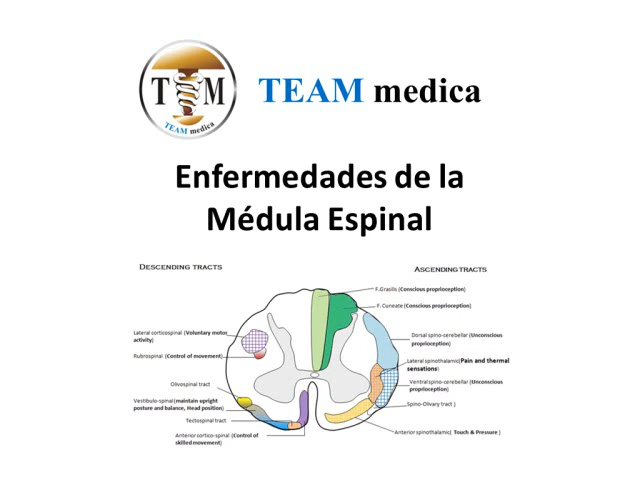 T M
TEAM medica
TEAM medica
Enfermedades de la
Médula Espinal
DESCENDING TRACTS
ASCENDING TRACTS
F.Grasilis (Conscious proprioception)
F. Cuneate (Conscious proprioception)
Lateral corticospinal (Voluntary motor
activity)
Rubrospinal (Control of movement)
Dorsal spino-cerebellar (Unconscious
proprioception)
Lateral spinothalamic(Pain and thermal
sensations)
Olivospinal tract
Ventral spino-cerebellar (Unconscious
proprioception)
Vestibulo-spinal(maintain upright
posture and balance, Head position)
Spino-Olivary tract )
Tectospinal tract
Anterior cortico-spinal (Control of
skilled movement)
Anterior spinothalamic( Touch & Pressure )